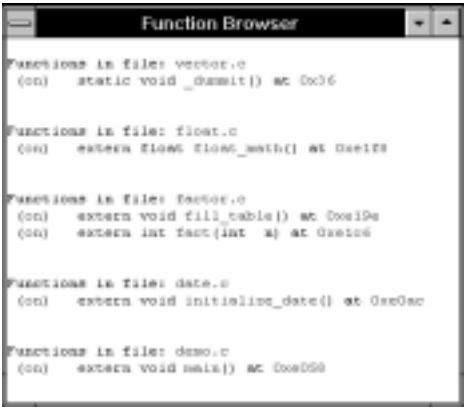 Function Browser
Functions in file: vector.c
(on) static void _dummit() at 0x36
Functions in file: float.c
(on) extern float float_math() at 0xe1f8
Functions in file: factor.c
(on) extern void fill_table() at 0xe19e
(on) extern int fact(int x) at 0xe1c6
Functions in file: date.c
(on) extern void initialize_date() at 0xe0ac
Functions in file: demo.c
(on) extern void main() at 0xe058